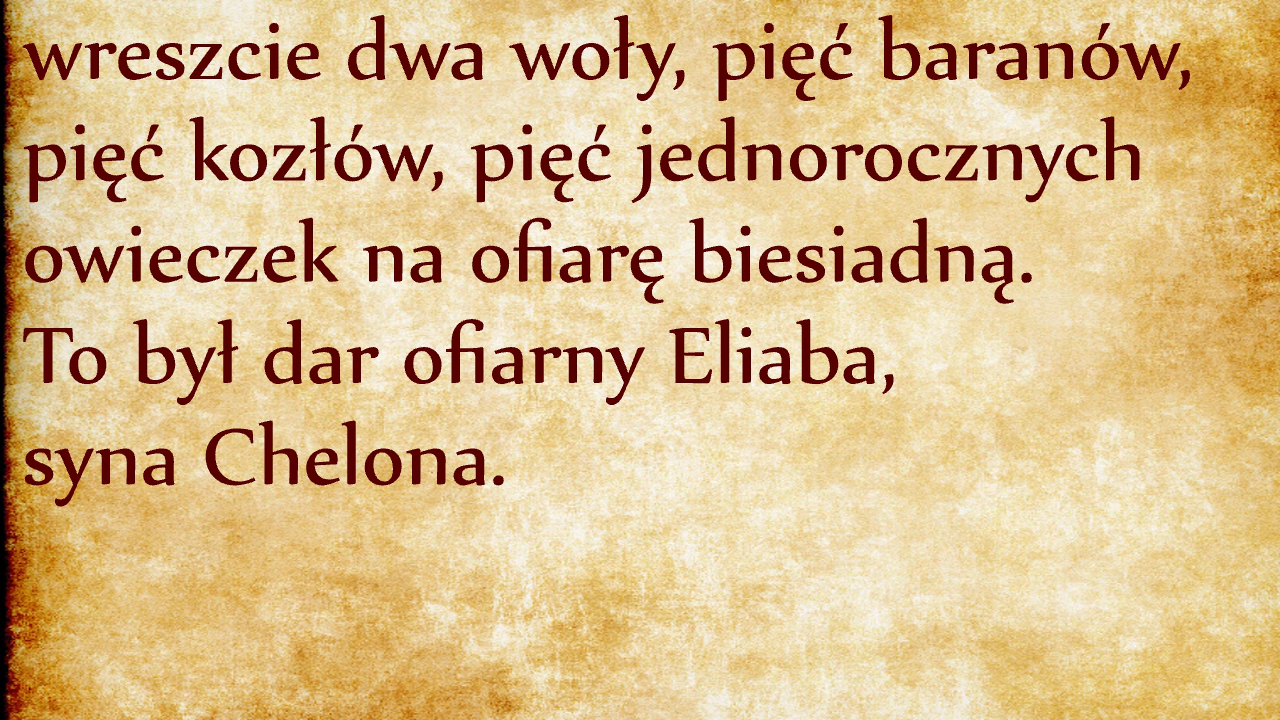 wreszcie dwa woły, pięć baranów,
pięć kozłów, pięć jednorocznych
owieczek na ofiarę biesiadną.
To był dar ofiarny Eliaba,
syna Chelona.